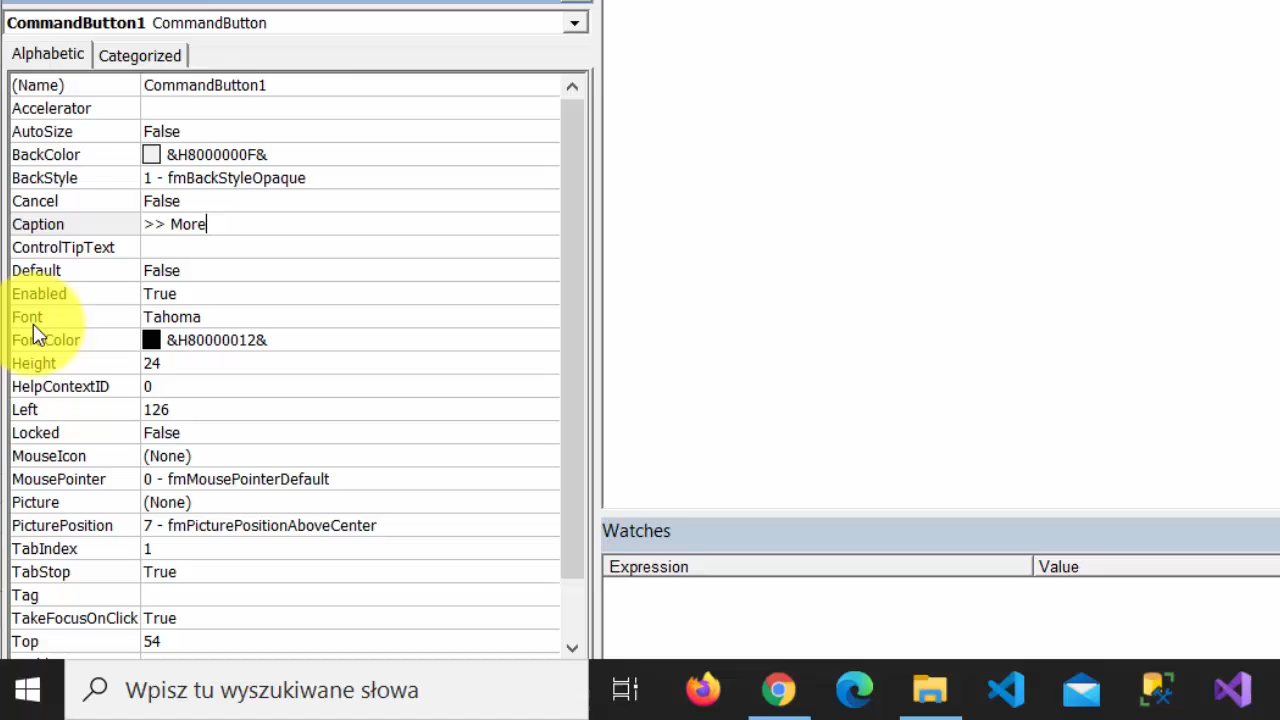 CommandButton1 CommandButton
Alphabetic Categorized
(Name) CommandButton1
Accelerator
AutoSize False
BackColor &H8000000F&
BackStyle 1 - fmBackStyleOpaque
Cancel False
Caption >> More
ControlTipText
Default False
Enabled True
Font Tahoma
ForeColor &H80000012&
Height 24
HelpContextID 0
Left 126
Locked False
MouseIcon (None)
MousePointer 0 - fmMousePointerDefault
Picture (None)
PicturePosition 7 - fmPicturePositionAboveCenter
TabIndex 1
TabStop True
Tag
TakeFocusOnClick True
Top 54
Watches
Expression Value
Wpisz tu wyszukiwane słowa